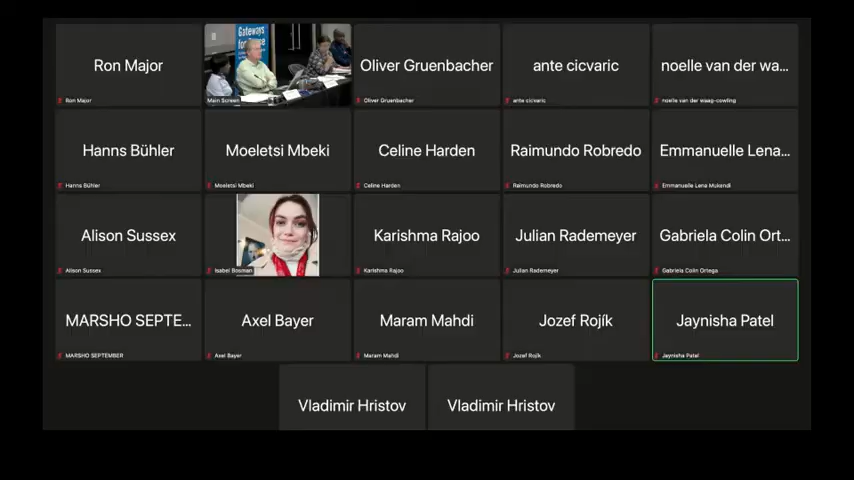 Ron Major
Gateways
Oliver Gruenbacher
ante cicvaric
noelle van der wa...
Ron Major
Main Screen
Oliver Gruenbacher
ante cicvaric
noelle van der waag-cowling
Hanns Bühler
Moeletsi Mbeki
Celine Harden
Raimundo Robredo
Emmanuelle Lena...
Hanns Bühler
Moeletsi Mbeki
Celine Harden
Raimundo Robredo
Emmanuelle Lena Mukendi
Alison Sussex
Karishma Rajoo
Julian Rademeyer
Gabriela Colin Ort...
Alison Sussex
Isabel Bosman
Karishma Rajoo
Julian Rademeyer
Gabriela Colin Ortega
MARSHO SEPTE...
Axel Bayer
Maram Mahdi
Jozef Rojík
Jaynisha Patel
MARSHO SEPTEMBER
Axel Bayer
Maram Mahdi
Jozef Rojík
Jaynisha Patel
Vladimir Hristov
Vladimir Hristov